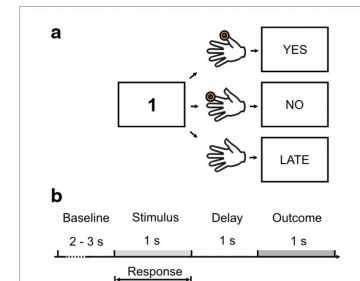 a
YES
1
NO
LATE
b
Baseline Stimulus Delay Outcome
2 - 3 s 1 s 1 s 1 s
Response